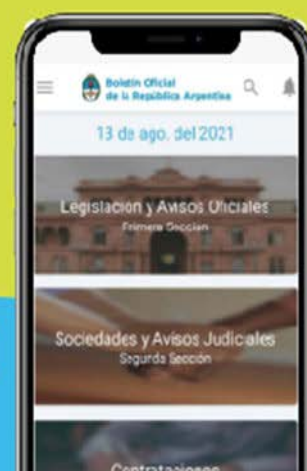 Boletín Oficial
de la República Argentina
13 de ago. del 2021
Legislación y Avisos Oficiales
Primera Sección
Sociedades y Avisos Judiciales
Segunda Sección
Contrataciones